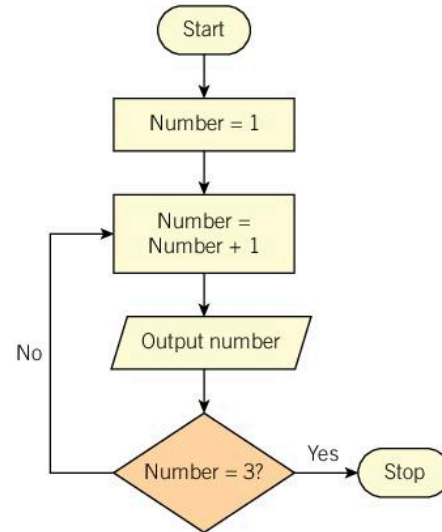 Start
Number = 1
Number =
Number + 1
Output number
No
Number = 3?
Yes
Stop